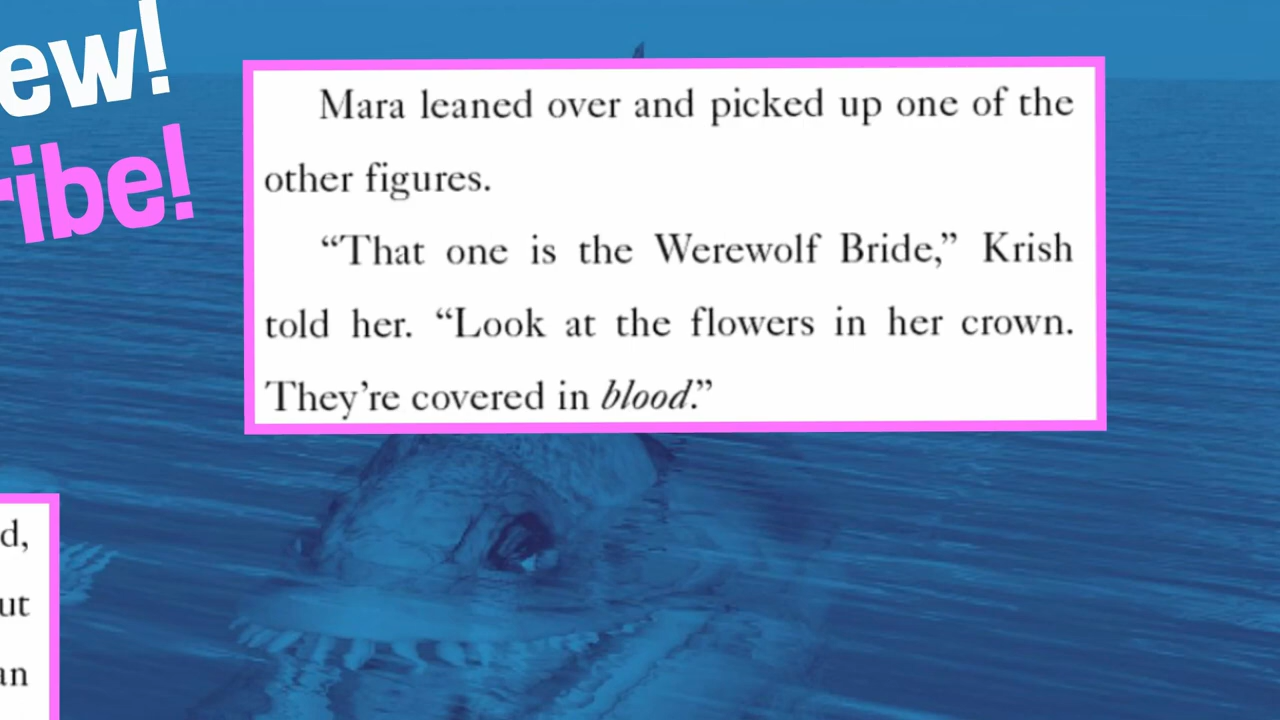 ew!
ribe!
Mara leaned over and picked up one of the
other figures.
“That one is the Werewolf Bride,” Krish
told her. “Look at the flowers in her crown.
They’re covered in blood.”
d,
ut
an